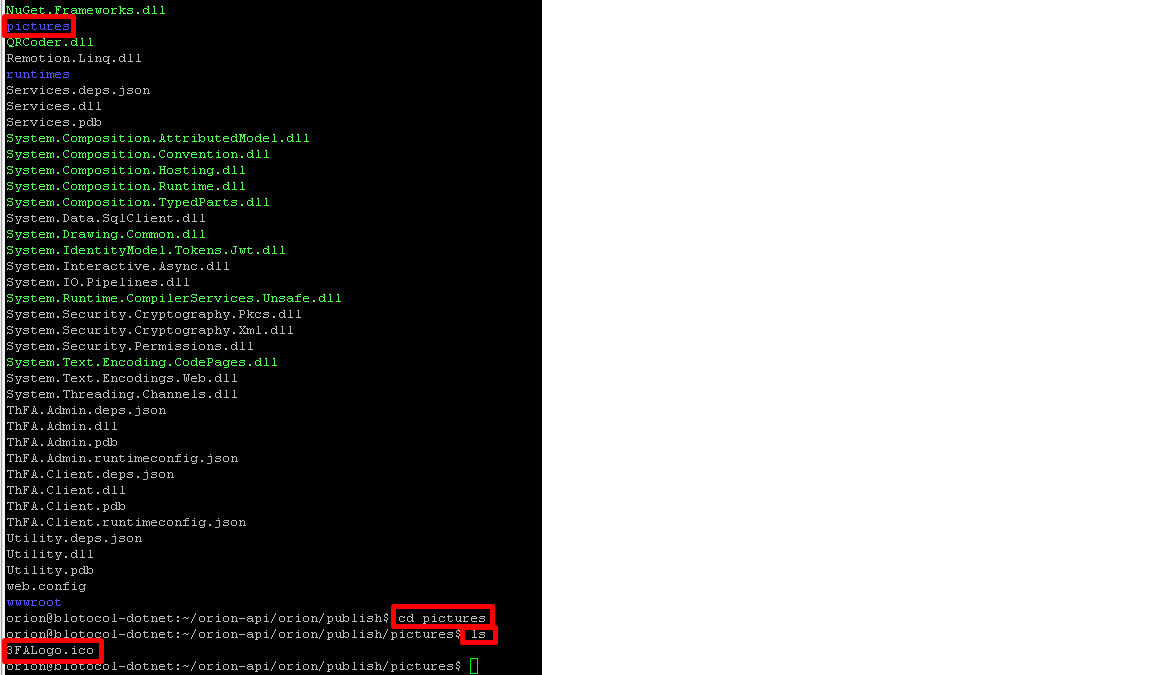 NuGet.Frameworks.dll
pictures
QRCoder.dll
Remotion.Linq.dll
runtimes
Services.deps.json
Services.dll
Services.pdb
System.Composition.AttributedModel.dll
System.Composition.Convention.dll
System.Composition.Hosting.dll
System.Composition.Runtime.dll
System.Composition.TypedParts.dll
System.Data.SqlClient.dll
System.Drawing.Common.dll
System.IdentityModel.Tokens.Jwt.dll
System.Interactive.Async.dll
System.IO.Pipelines.dll
System.Runtime.CompilerServices.Unsafe.dll
System.Security.Cryptography.Pkcs.dll
System.Security.Cryptography.Xml.dll
System.Security.Permissions.dll
System.Text.Encoding.CodePages.dll
System.Text.Encodings.Web.dll
System.Threading.Channels.dll
ThFA.Admin.deps.json
ThFA.Admin.dll
ThFA.Admin.pdb
ThFA.Admin.runtimeconfig.json
ThFA.Client.deps.json
ThFA.Client.dll
ThFA.Client.pdb
ThFA.Client.runtimeconfig.json
Utility.deps.json
Utility.dll
Utility.pdb
web.config
wwwroot
orion@blotocol-dotnet:~/orion-api/orion/publish$ cd pictures
orion@blotocol-dotnet:~/orion-api/orion/publish/pictures$ ls
3FALogo.ico
orion@blotocol-dotnet:~/orion-api/orion/publish/pictures$